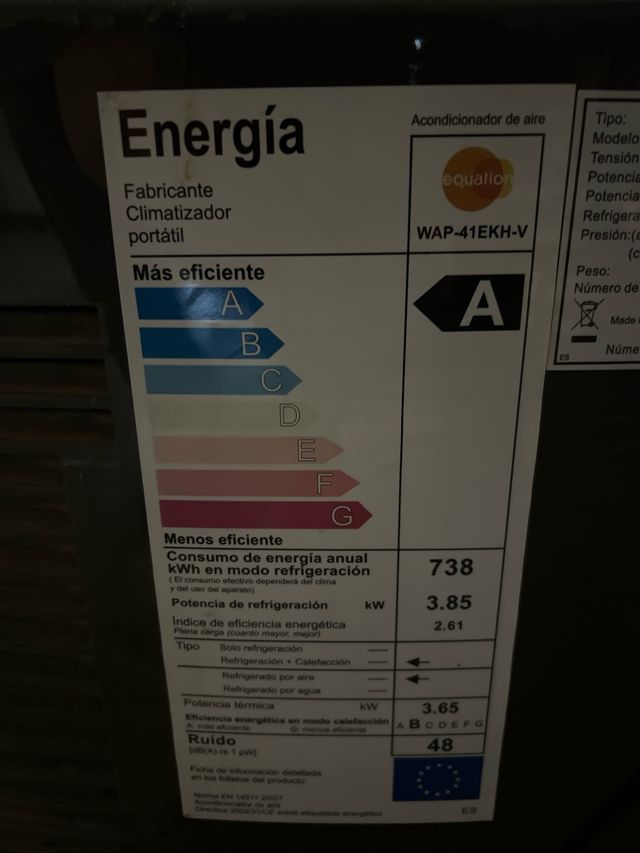 Energía
Acondicionador de aire
Fabricante
Climatizador
portátil
equation
WAP-41EKH-V
Más eficiente
A
A
B
C
D
E
F
G
Menos eficiente
Consumo de energía anual
kWh en modo refrigeración
738
( El consumo efectivo dependerá del clima
y del uso del aparato)
Potencia de refrigeración kW 3.85
Índice de eficiencia energética 2.61
Plena carga (cuanto mayor, mejor)
Tipo Solo refrigeración
Refrigeración + Calefacción
Refrigerado por aire
Refrigerado por agua
Potencia térmica kW 3.65
Eficiencia energética en modo calefacción A B C D E F G
A: más eficiente G: menos eficiente
Ruido 48
[dB(A) re 1 pW]
Ficha de información detallada
en los folletos del producto
Norma EN 14511:2007
Acondicionador de aire
Directiva 2002/31/CE sobre etiquetado energético
ES
Tipo:
Modelo
Tensión
Potencia
Potencia
Refrigera
Presión:(a
(c
Peso:
Número de
Made
Núme
ES